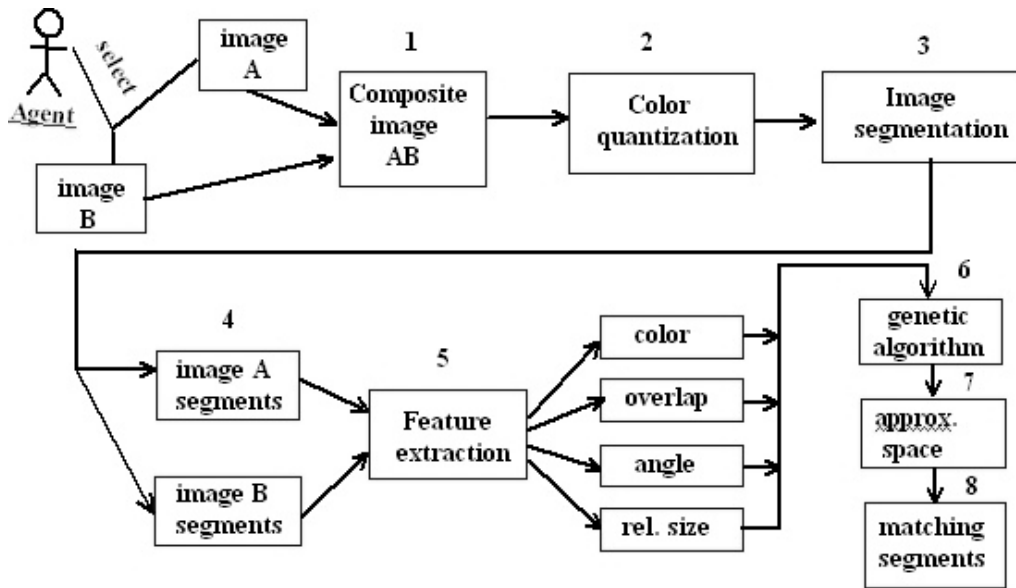 select
Agent
image
A
image
B
1
Composite
image
AB
2
Color
quantization
3
Image
segmentation
4
image A
segments
image B
segments
5
Feature
extraction
color
overlap
angle
rel. size
6
genetic
algorithm
7
approx.
space
8
matching
segments